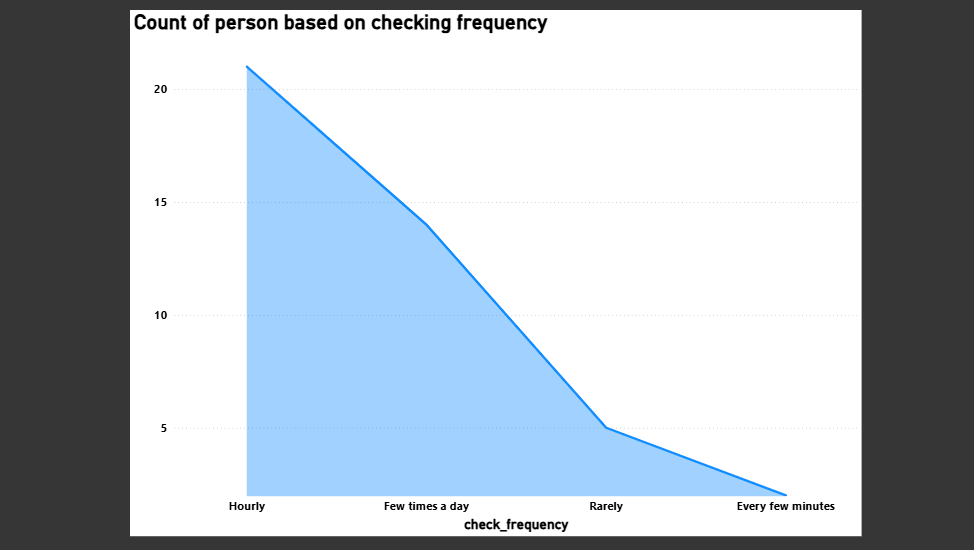 Count of person based on checking frequency
20
15
10
5
Hourly Few times a day Rarely Every few minutes
check_frequency